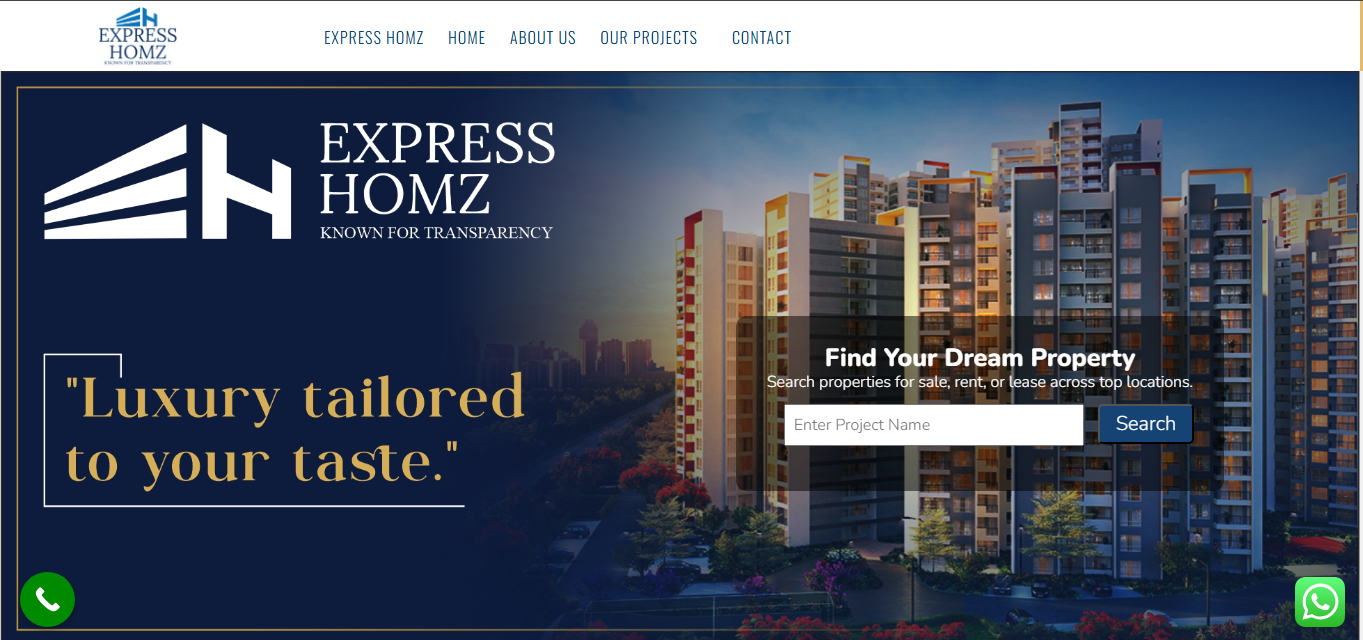 EXPRESS
HOMZ
KNOWN FOR TRANSPARENCY
EXPRESS HOMZ HOME ABOUT US OUR PROJECTS CONTACT
EXPRESS
HOMZ
KNOWN FOR TRANSPARENCY
"Luxury tailored
to your taste."
Find Your Dream Property
Search properties for sale, rent, or lease across top locations.
Enter Project Name Search